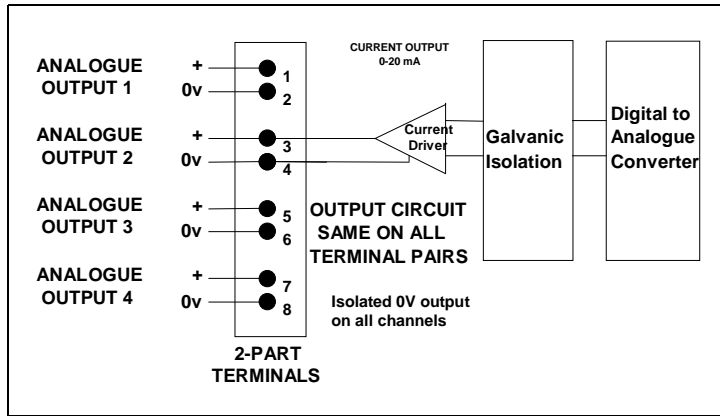 CURRENT OUTPUT
0-20 mA
ANALOGUE
OUTPUT 1
+
0v
1
2
ANALOGUE
OUTPUT 2
+
0v
3
4
Current
Driver
Galvanic
Isolation
Digital to
Analogue
Converter
ANALOGUE
OUTPUT 3
+
0v
5
6
OUTPUT CIRCUIT
SAME ON ALL
TERMINAL PAIRS
ANALOGUE
OUTPUT 4
+
0v
7
8
Isolated 0V output
on all channels
2-PART
TERMINALS